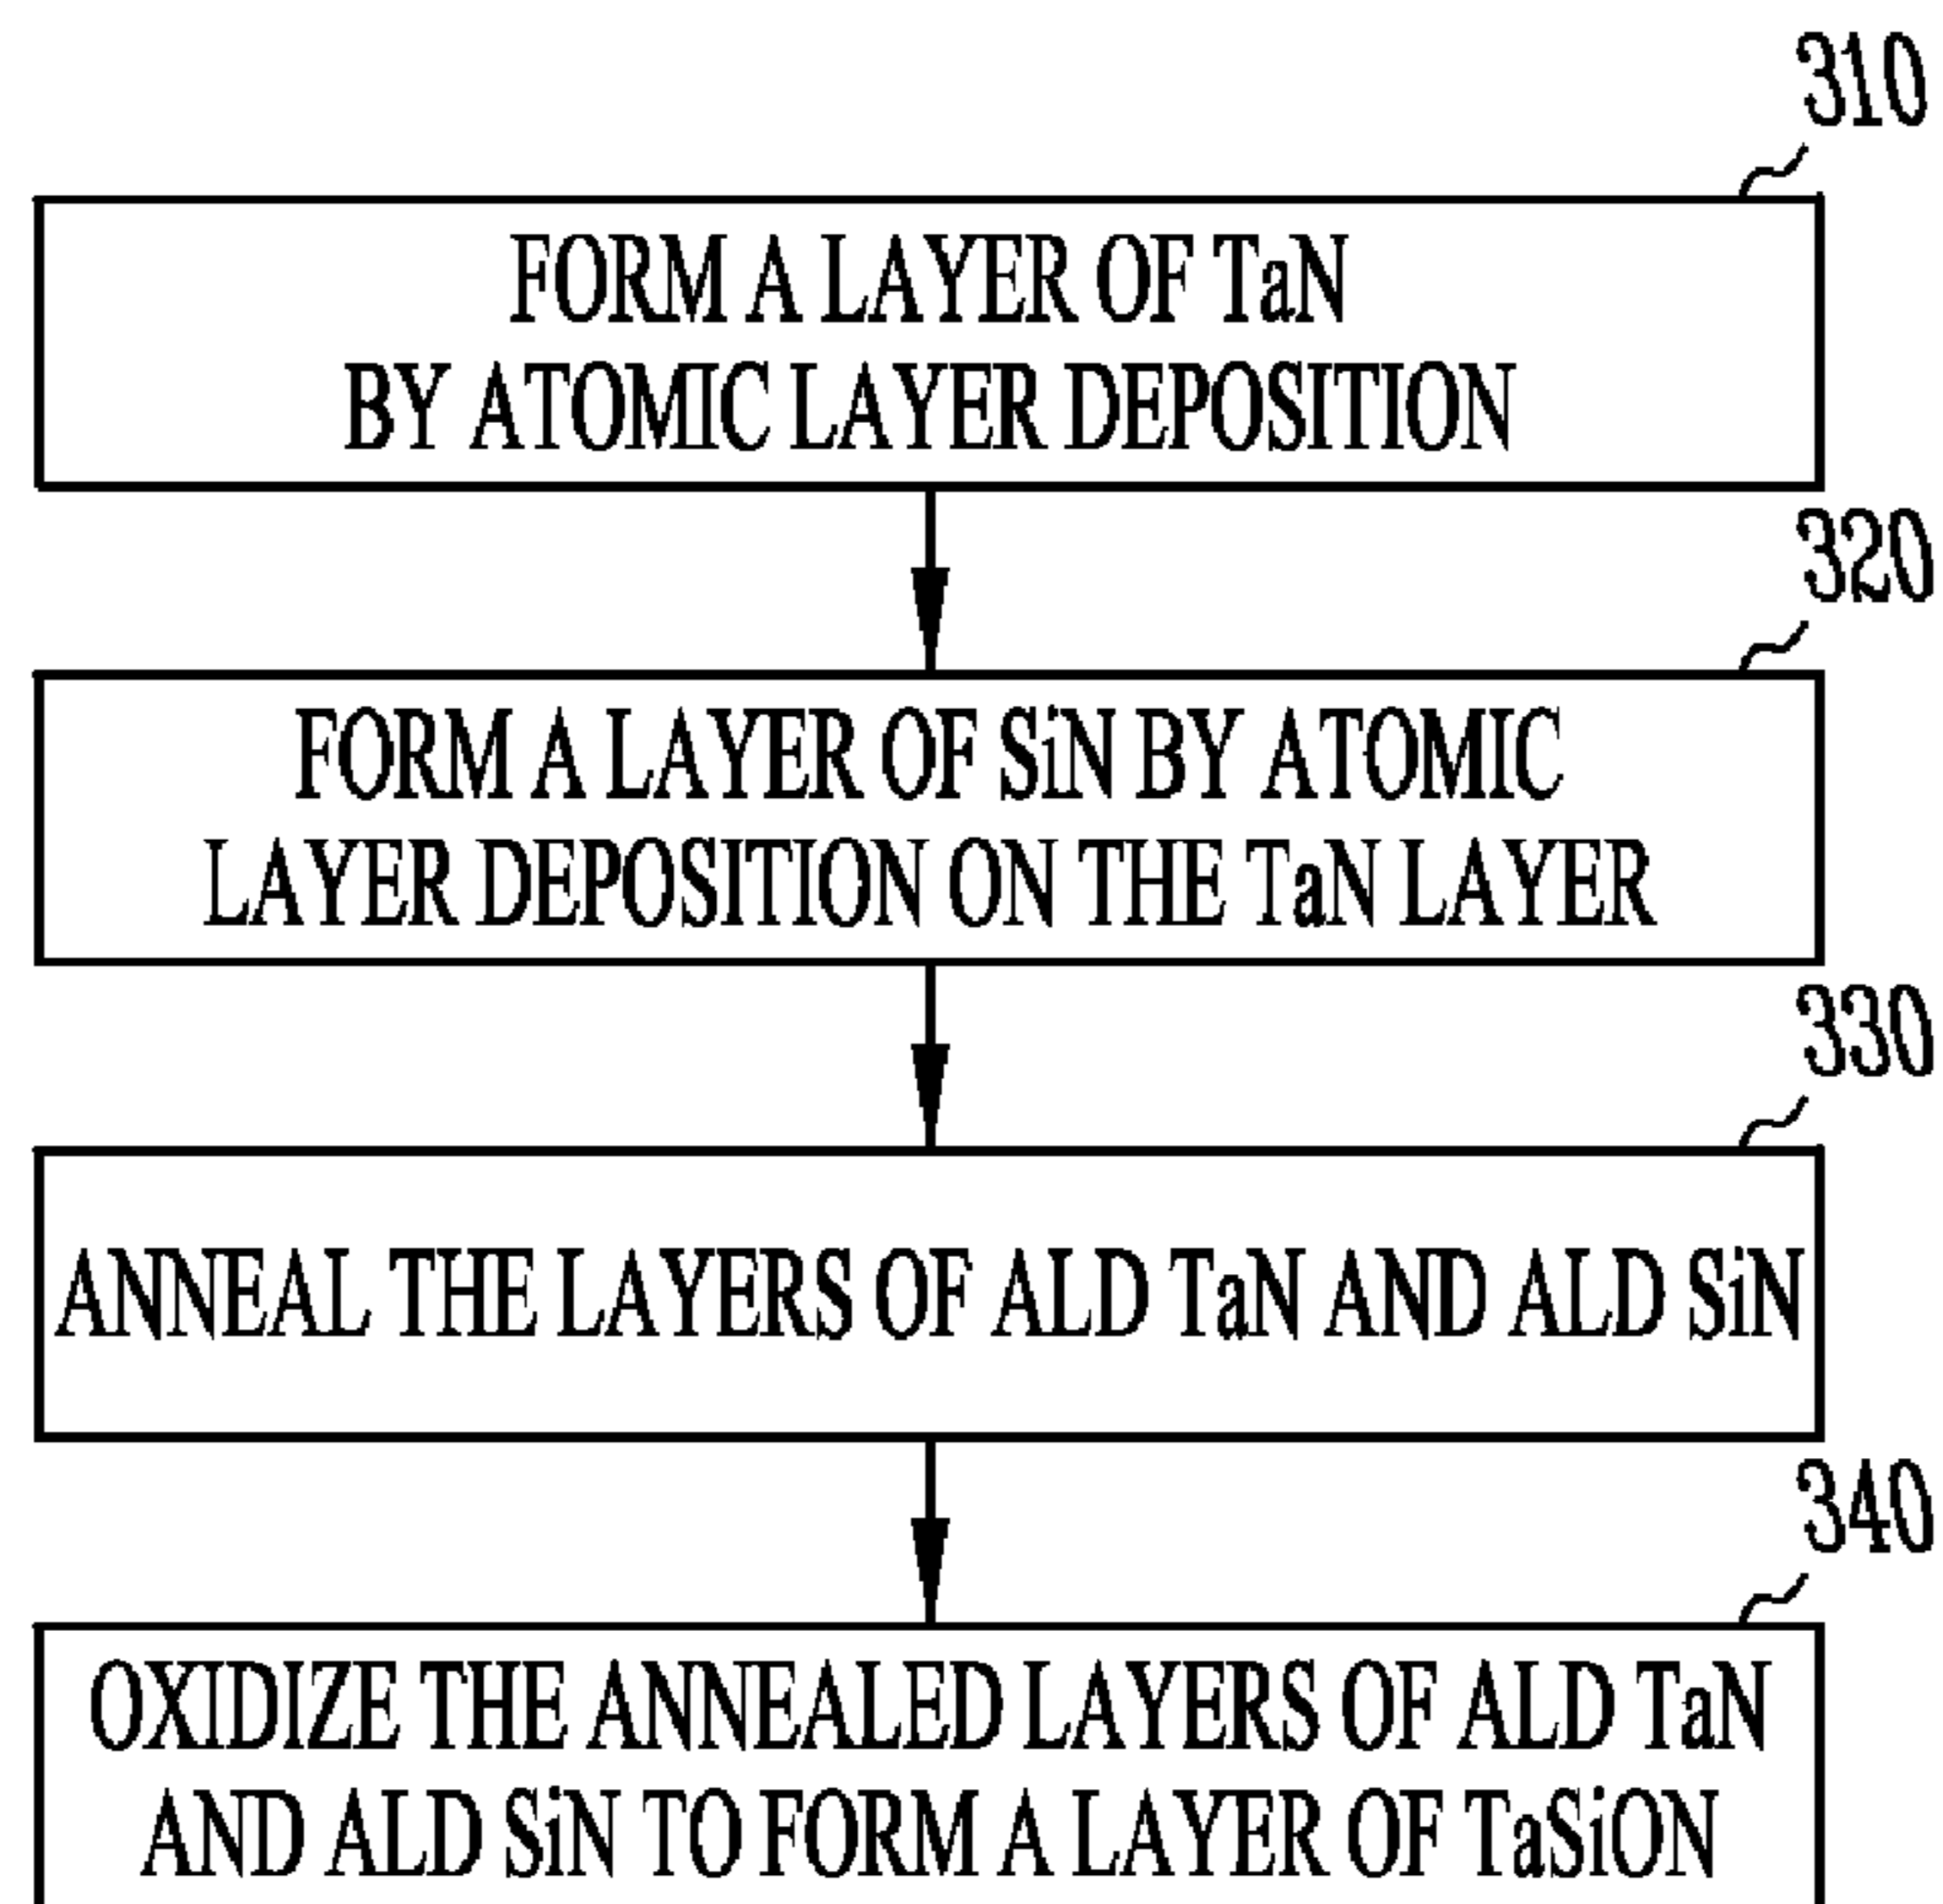 310
FORM A LAYER OF TaN
BY ATOMIC LAYER DEPOSITION
320
FORM A LAYER OF SiN BY ATOMIC
LAYER DEPOSITION ON THE TaN LAYER
330
ANNEAL THE LAYERS OF ALD TaN AND ALD SiN
340
OXIDIZE THE ANNEALED LAYERS OF ALD TaN
AND ALD SiN TO FORM A LAYER OF TaSiON